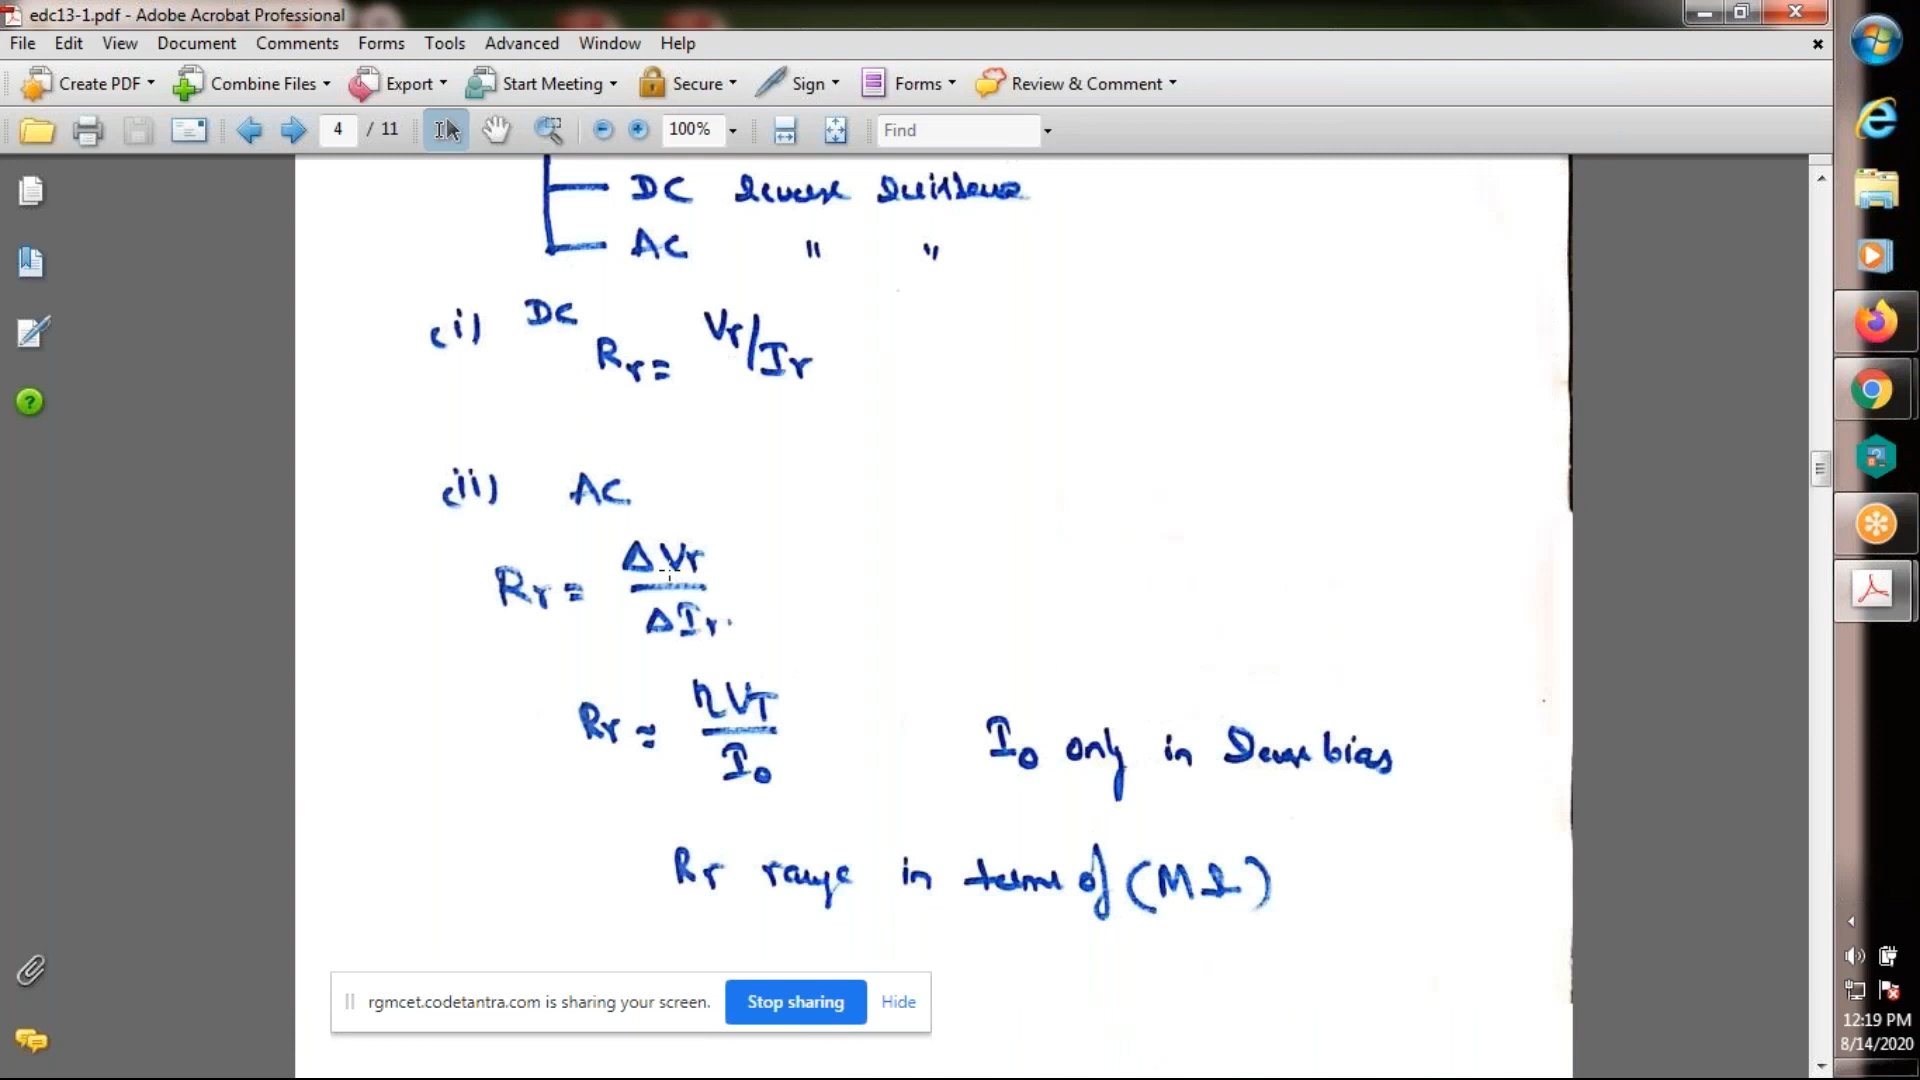 edc13-1.pdf - Adobe Acrobat Professional
File Edit View Document Comments Forms Tools Advanced Window Help
Create PDF Combine Files Export Start Meeting Secure Sign Forms Review & Comment
4 / 11 100% Find
DC reverse resistance
AC " "
(i) DC
Rr = Vr/Ir
(ii) AC
Rr = ΔVr
ΔIr.
Rr = ηVT
I0
I0 only in reverse bias
Rr range in terms of (MΩ)
rgmcet.codetantra.com is sharing your screen. Stop sharing Hide
12:19 PM
8/14/2020